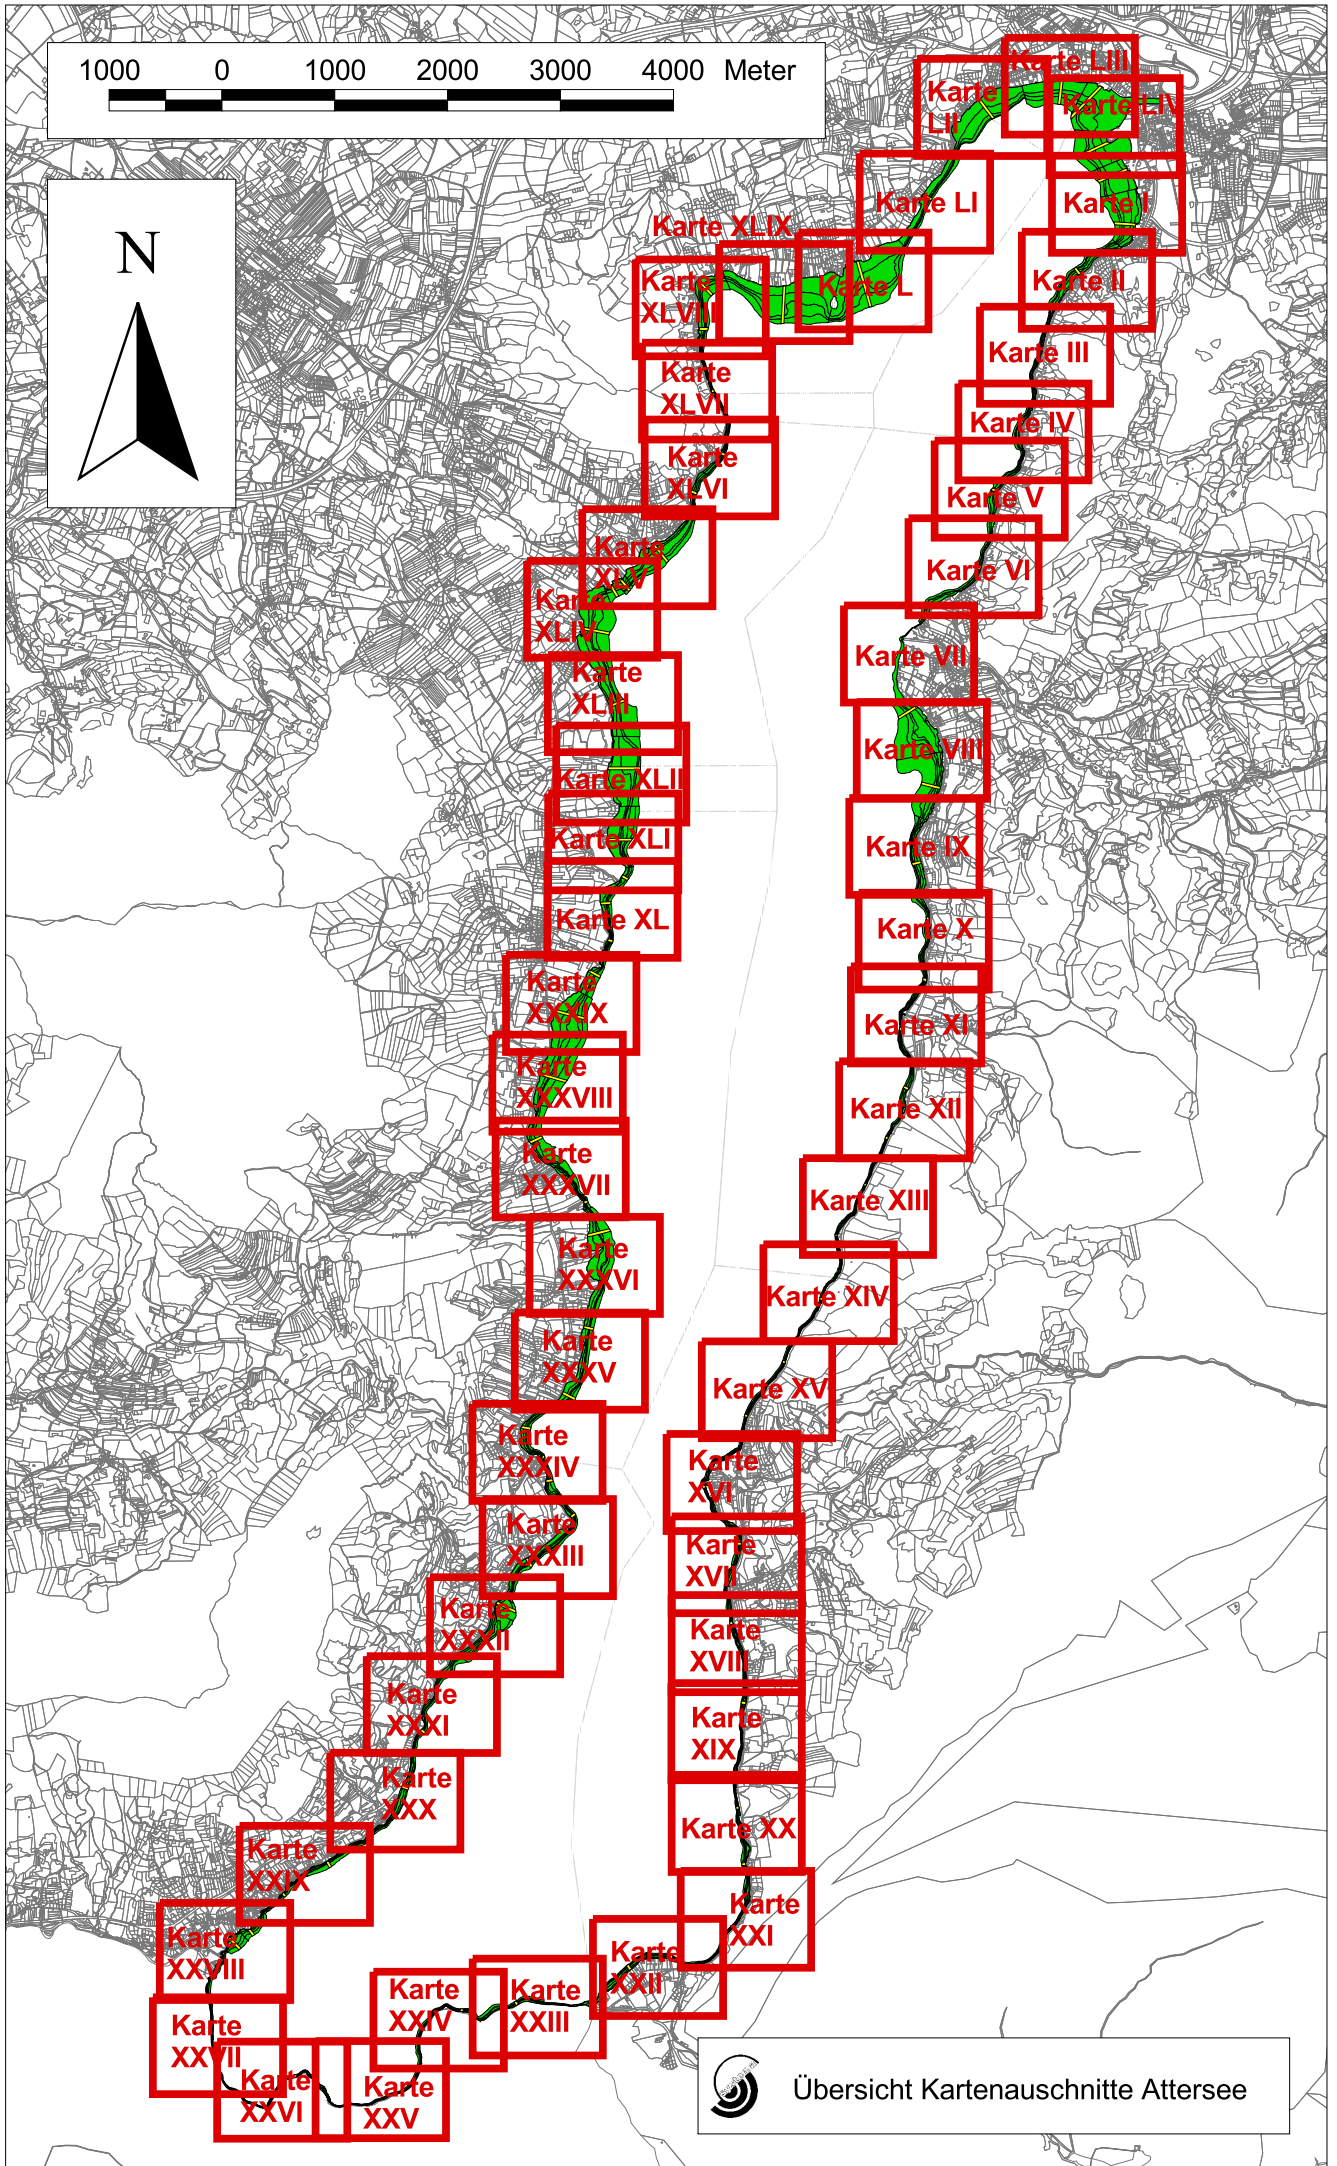 1000 0 1000 2000 3000 4000 Meter
N
Karte LIII
Karte
LII
Karte LIV
Karte LI
Karte I
Karte XLIX
Karte II
Karte
XLVIII
Karte L
Karte III
Karte
XLVII
Karte IV
Karte
XLVI
Karte V
Karte
XLV
Karte VI
Karte
XLIV
Karte VII
Karte
XLIII
Karte VIII
Karte XLII
Karte XLI
Karte IX
Karte XL
Karte X
Karte
XXXIX
Karte XI
Karte
XXXVIII
Karte XII
Karte
XXXVII
Karte XIII
Karte
XXXVI
Karte XIV
Karte
XXXV
Karte XV
Karte
XXXIV
Karte
XVI
Karte
XXXIII
Karte
XVII
Karte
XXXII
Karte
XVIII
Karte
XXXI
Karte
XIX
Karte
XXX
Karte XX
Karte
XXIX
Karte
XXI
Karte
XXVIII
Karte
XXII
Karte
XXIV
Karte
XXIII
Karte
XXVII
Karte
XXVI
Karte
XXV
Übersicht Kartenauschnitte Attersee